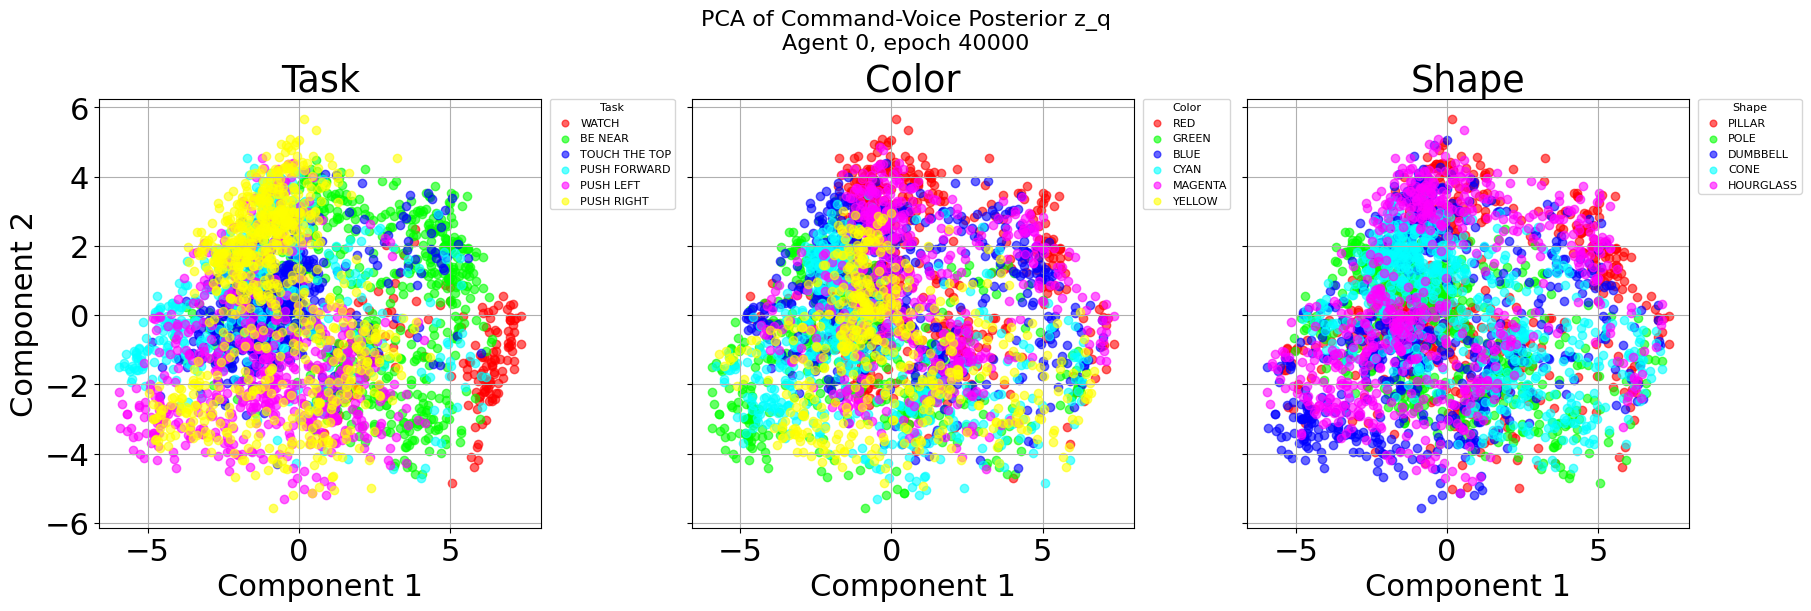 PCA of Command-Voice Posterior z_q
Agent 0, epoch 40000
Task
Color
Shape
Component 2
6
4
2
0
−2
−4
−6
−5 0 5
−5 0 5
−5 0 5
Component 1
Component 1
Component 1
Task
WATCH
BE NEAR
TOUCH THE TOP
PUSH FORWARD
PUSH LEFT
PUSH RIGHT
Color
RED
GREEN
BLUE
CYAN
MAGENTA
YELLOW
Shape
PILLAR
POLE
DUMBBELL
CONE
HOURGLASS